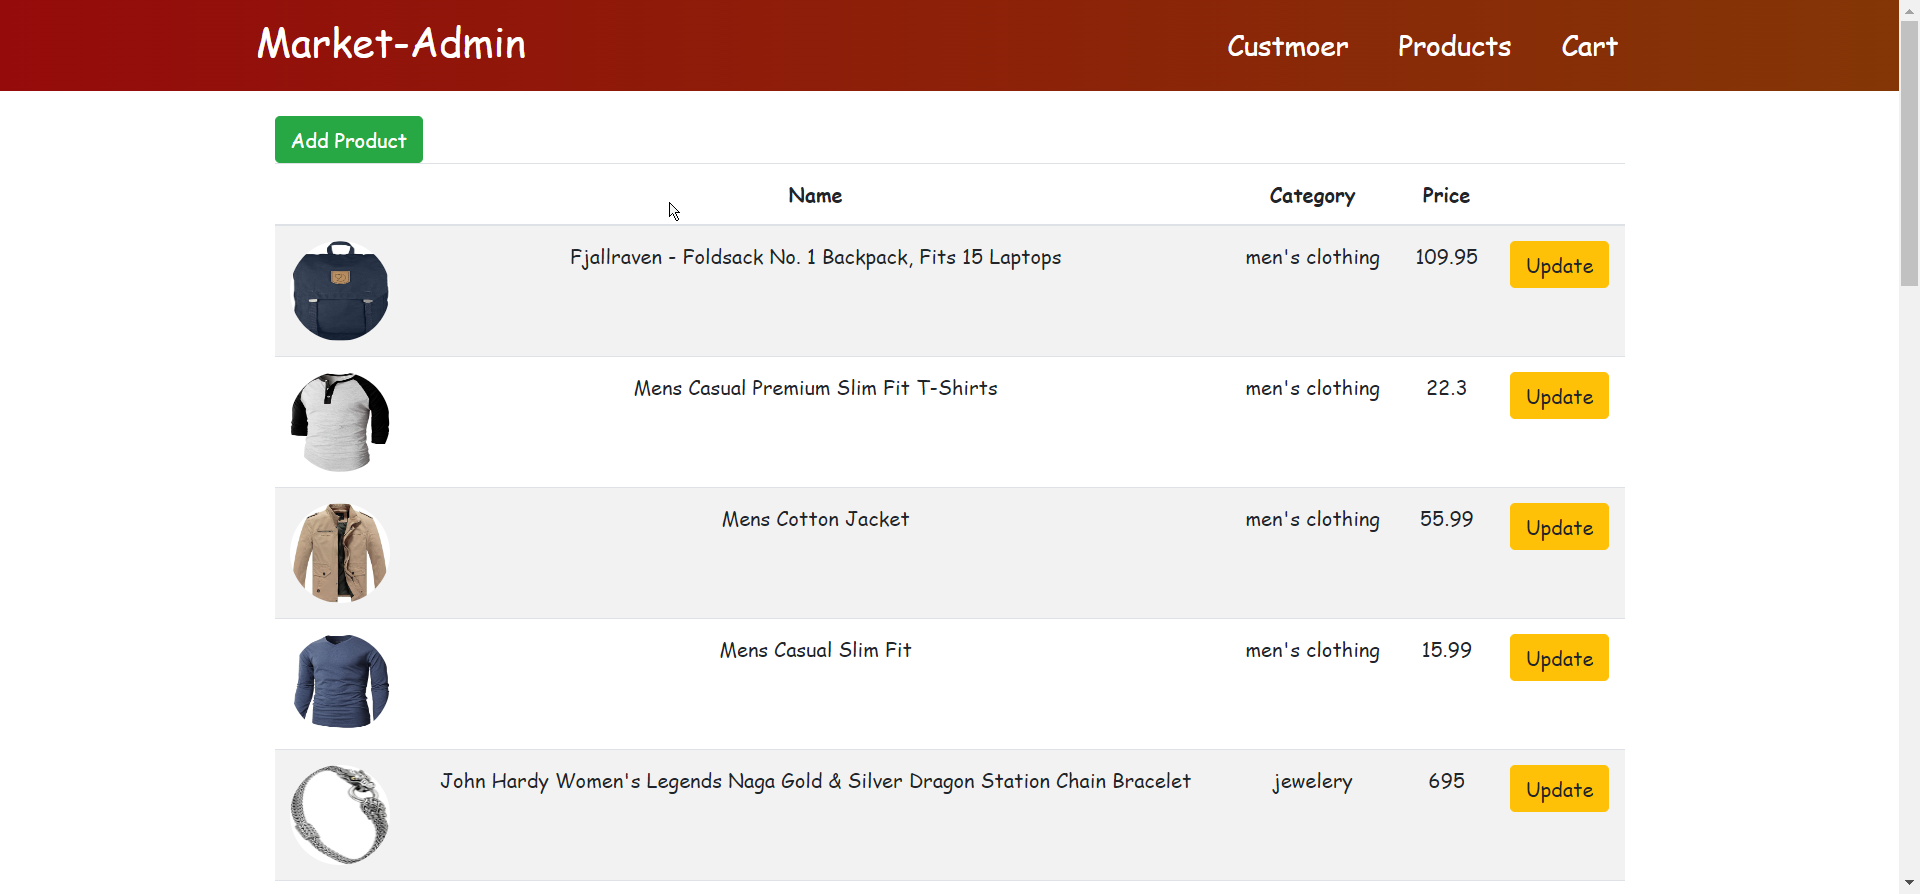 Market-Admin Custmoer Products Cart
Add Product
Name Category Price
Fjallraven - Foldsack No. 1 Backpack, Fits 15 Laptops men's clothing 109.95 Update
Mens Casual Premium Slim Fit T-Shirts men's clothing 22.3 Update
Mens Cotton Jacket men's clothing 55.99 Update
Mens Casual Slim Fit men's clothing 15.99 Update
John Hardy Women's Legends Naga Gold & Silver Dragon Station Chain Bracelet jewelery 695 Update